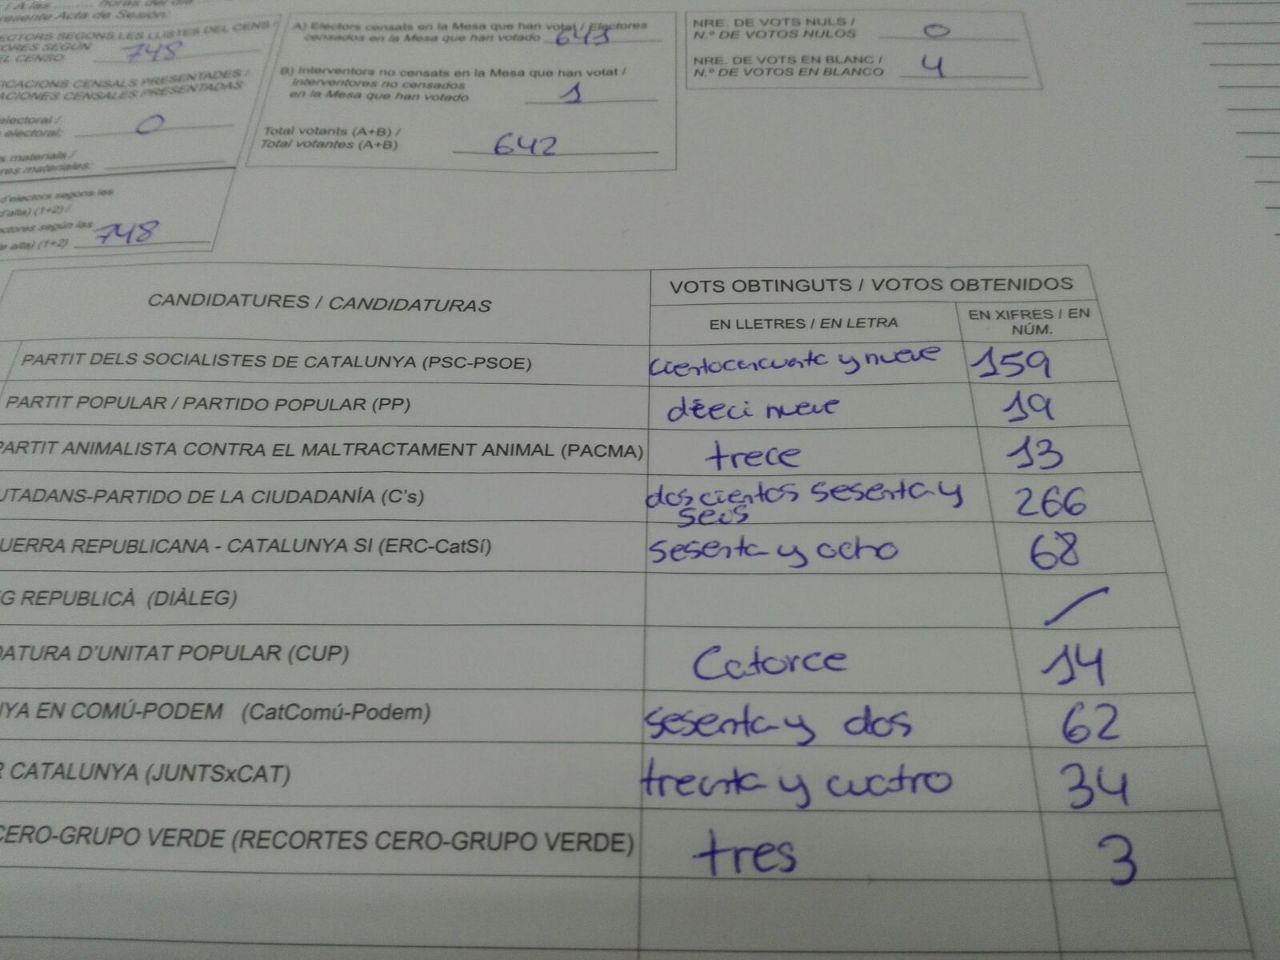 / A las .......... horas del día
resente Acta de Sesión:
ECTORS SEGONS LES LLISTES DEL CENS /
ORES SEGÚN
EL CENSO 748
FICACIONS CENSALS PRESENTADES /
ACIONES CENSALES PRESENTADAS
electoral /
electoral: 0
s materials /
res materiales:
d'electors segons les
d'alta) (1+2) /
ectores según las
e alta) (1+2) 748
A) Electors censats en la Mesa que han votat / Electores
censados en la Mesa que han votado
B) Interventors no censats en la Mesa que han votat /
Interventores no censados
en la Mesa que han votado 1
Total votants (A+B) /
Total votantes (A+B) 642
NRE. DE VOTS NULS /
N.º DE VOTOS NULOS 0
NRE. DE VOTS EN BLANC /
N.º DE VOTOS EN BLANCO 4
CANDIDATURES / CANDIDATURAS
VOTS OBTINGUTS / VOTOS OBTENIDOS
EN LLETRES / EN LETRA
EN XIFRES / EN
NÚM.
PARTIT DELS SOCIALISTES DE CATALUNYA (PSC-PSOE) cientocincuenta y nueve 159
PARTIT POPULAR / PARTIDO POPULAR (PP) dieci nueve 19
PARTIT ANIMALISTA CONTRA EL MALTRACTAMENT ANIMAL (PACMA) trece 13
UTADANS-PARTIDO DE LA CIUDADANÍA (C's) doscientos sesenta y
seis 266
UERRA REPUBLICANA - CATALUNYA SI (ERC-CatSí) sesenta y ocho 68
G REPUBLICÀ (DIÀLEG) /
DATURA D'UNITAT POPULAR (CUP) Catorce 14
NYA EN COMÚ-PODEM (CatComú-Podem) sesenta y dos 62
R CATALUNYA (JUNTSxCAT) treinta y cuatro 34
CERO-GRUPO VERDE (RECORTES CERO-GRUPO VERDE) tres 3